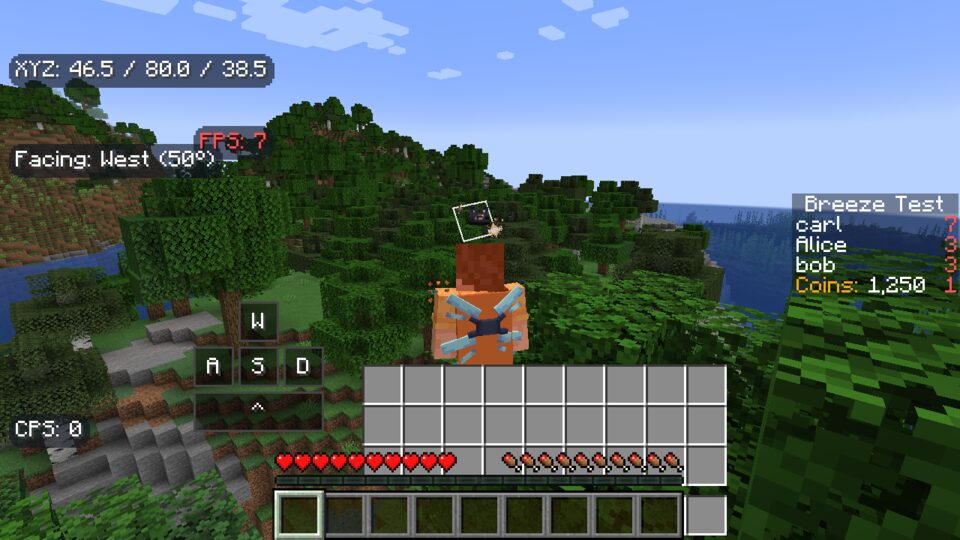 XYZ: 46.5 / 80.0 / 38.5
FPS: 7
Facing: West (50º)
Breeze Test
carl 7
Alice 3
bob 3
Coins: 1,250 1
W
A S D
^
CPS: 0